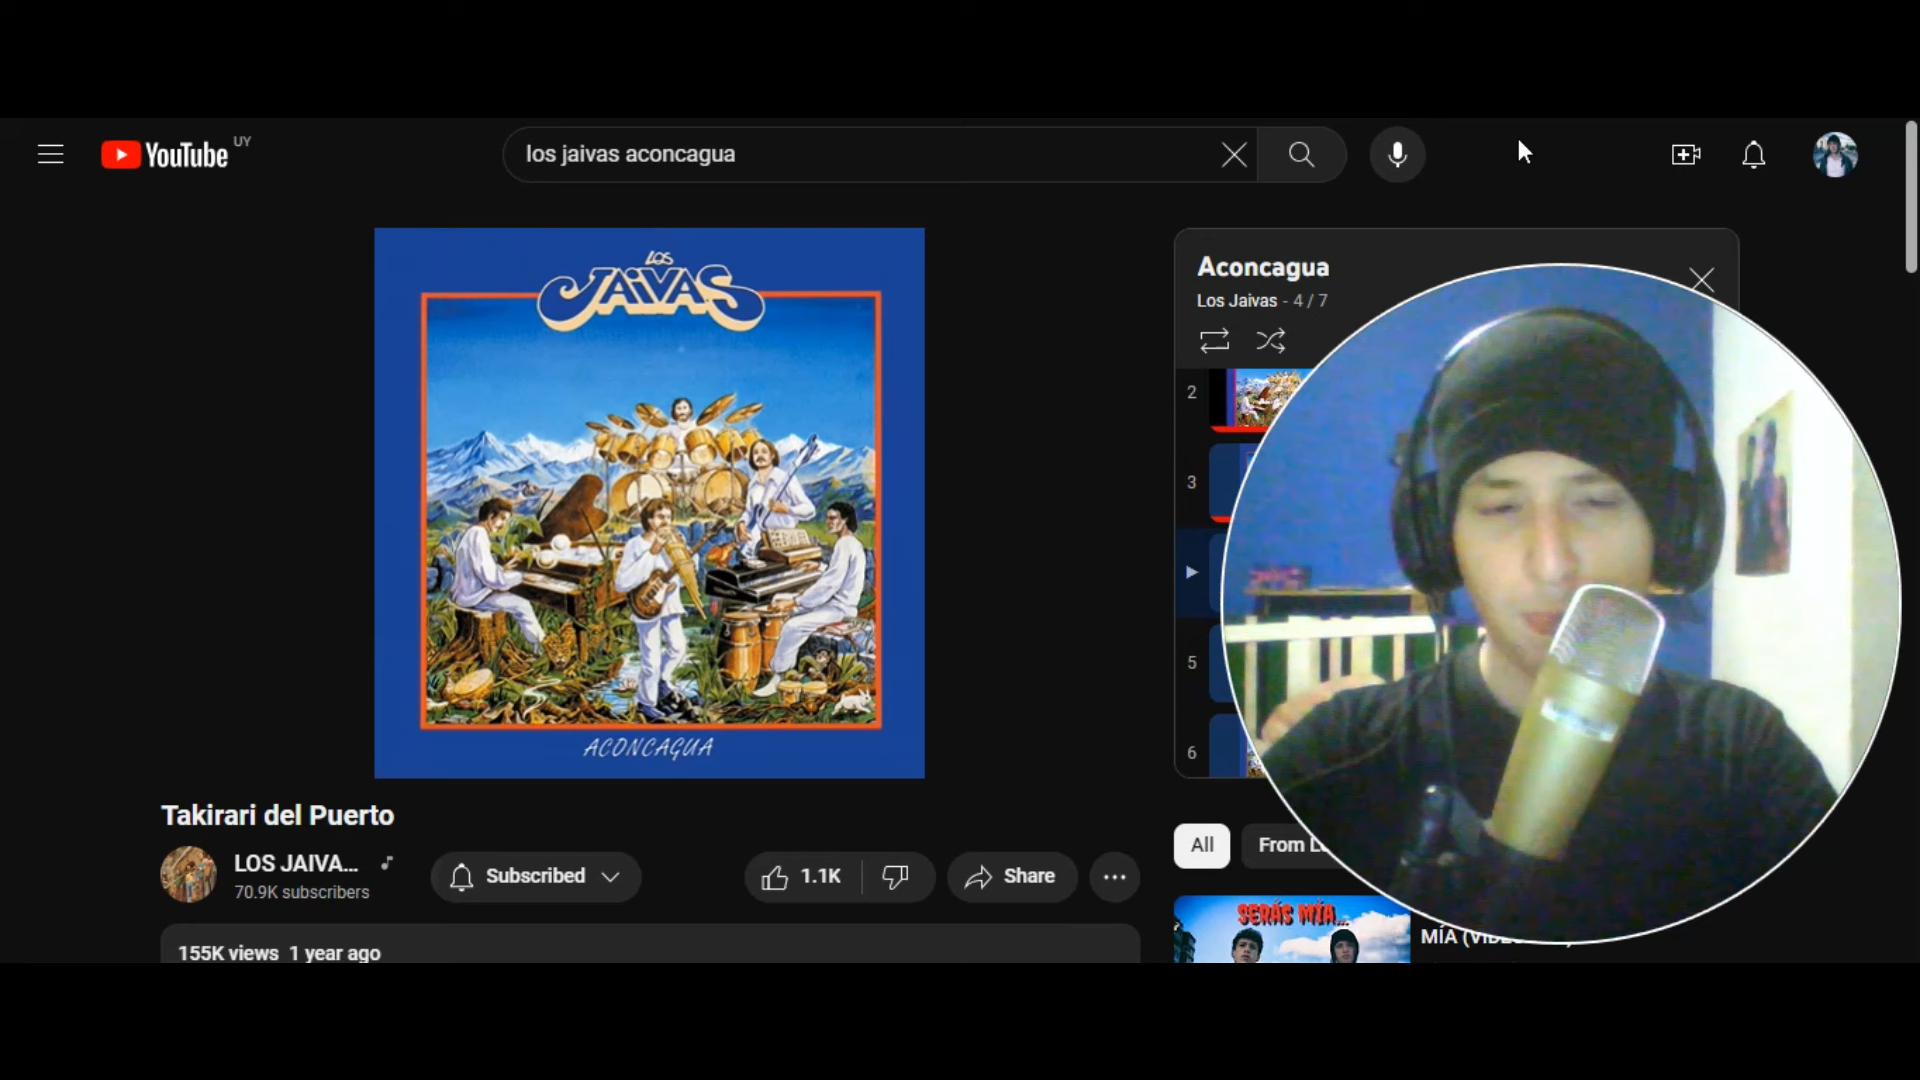 YouTube UY
los jaivas aconcagua
LOS
JAIVAS
ACONCAGUA
Aconcagua
Los Jaivas - 4 / 7
2
3
5
6
Takirari del Puerto
LOS JAIVA...
70.9K subscribers
Subscribed
1.1K
Share
155K views 1 year ago
All
From L
SERÁS MÍA...
MÍA